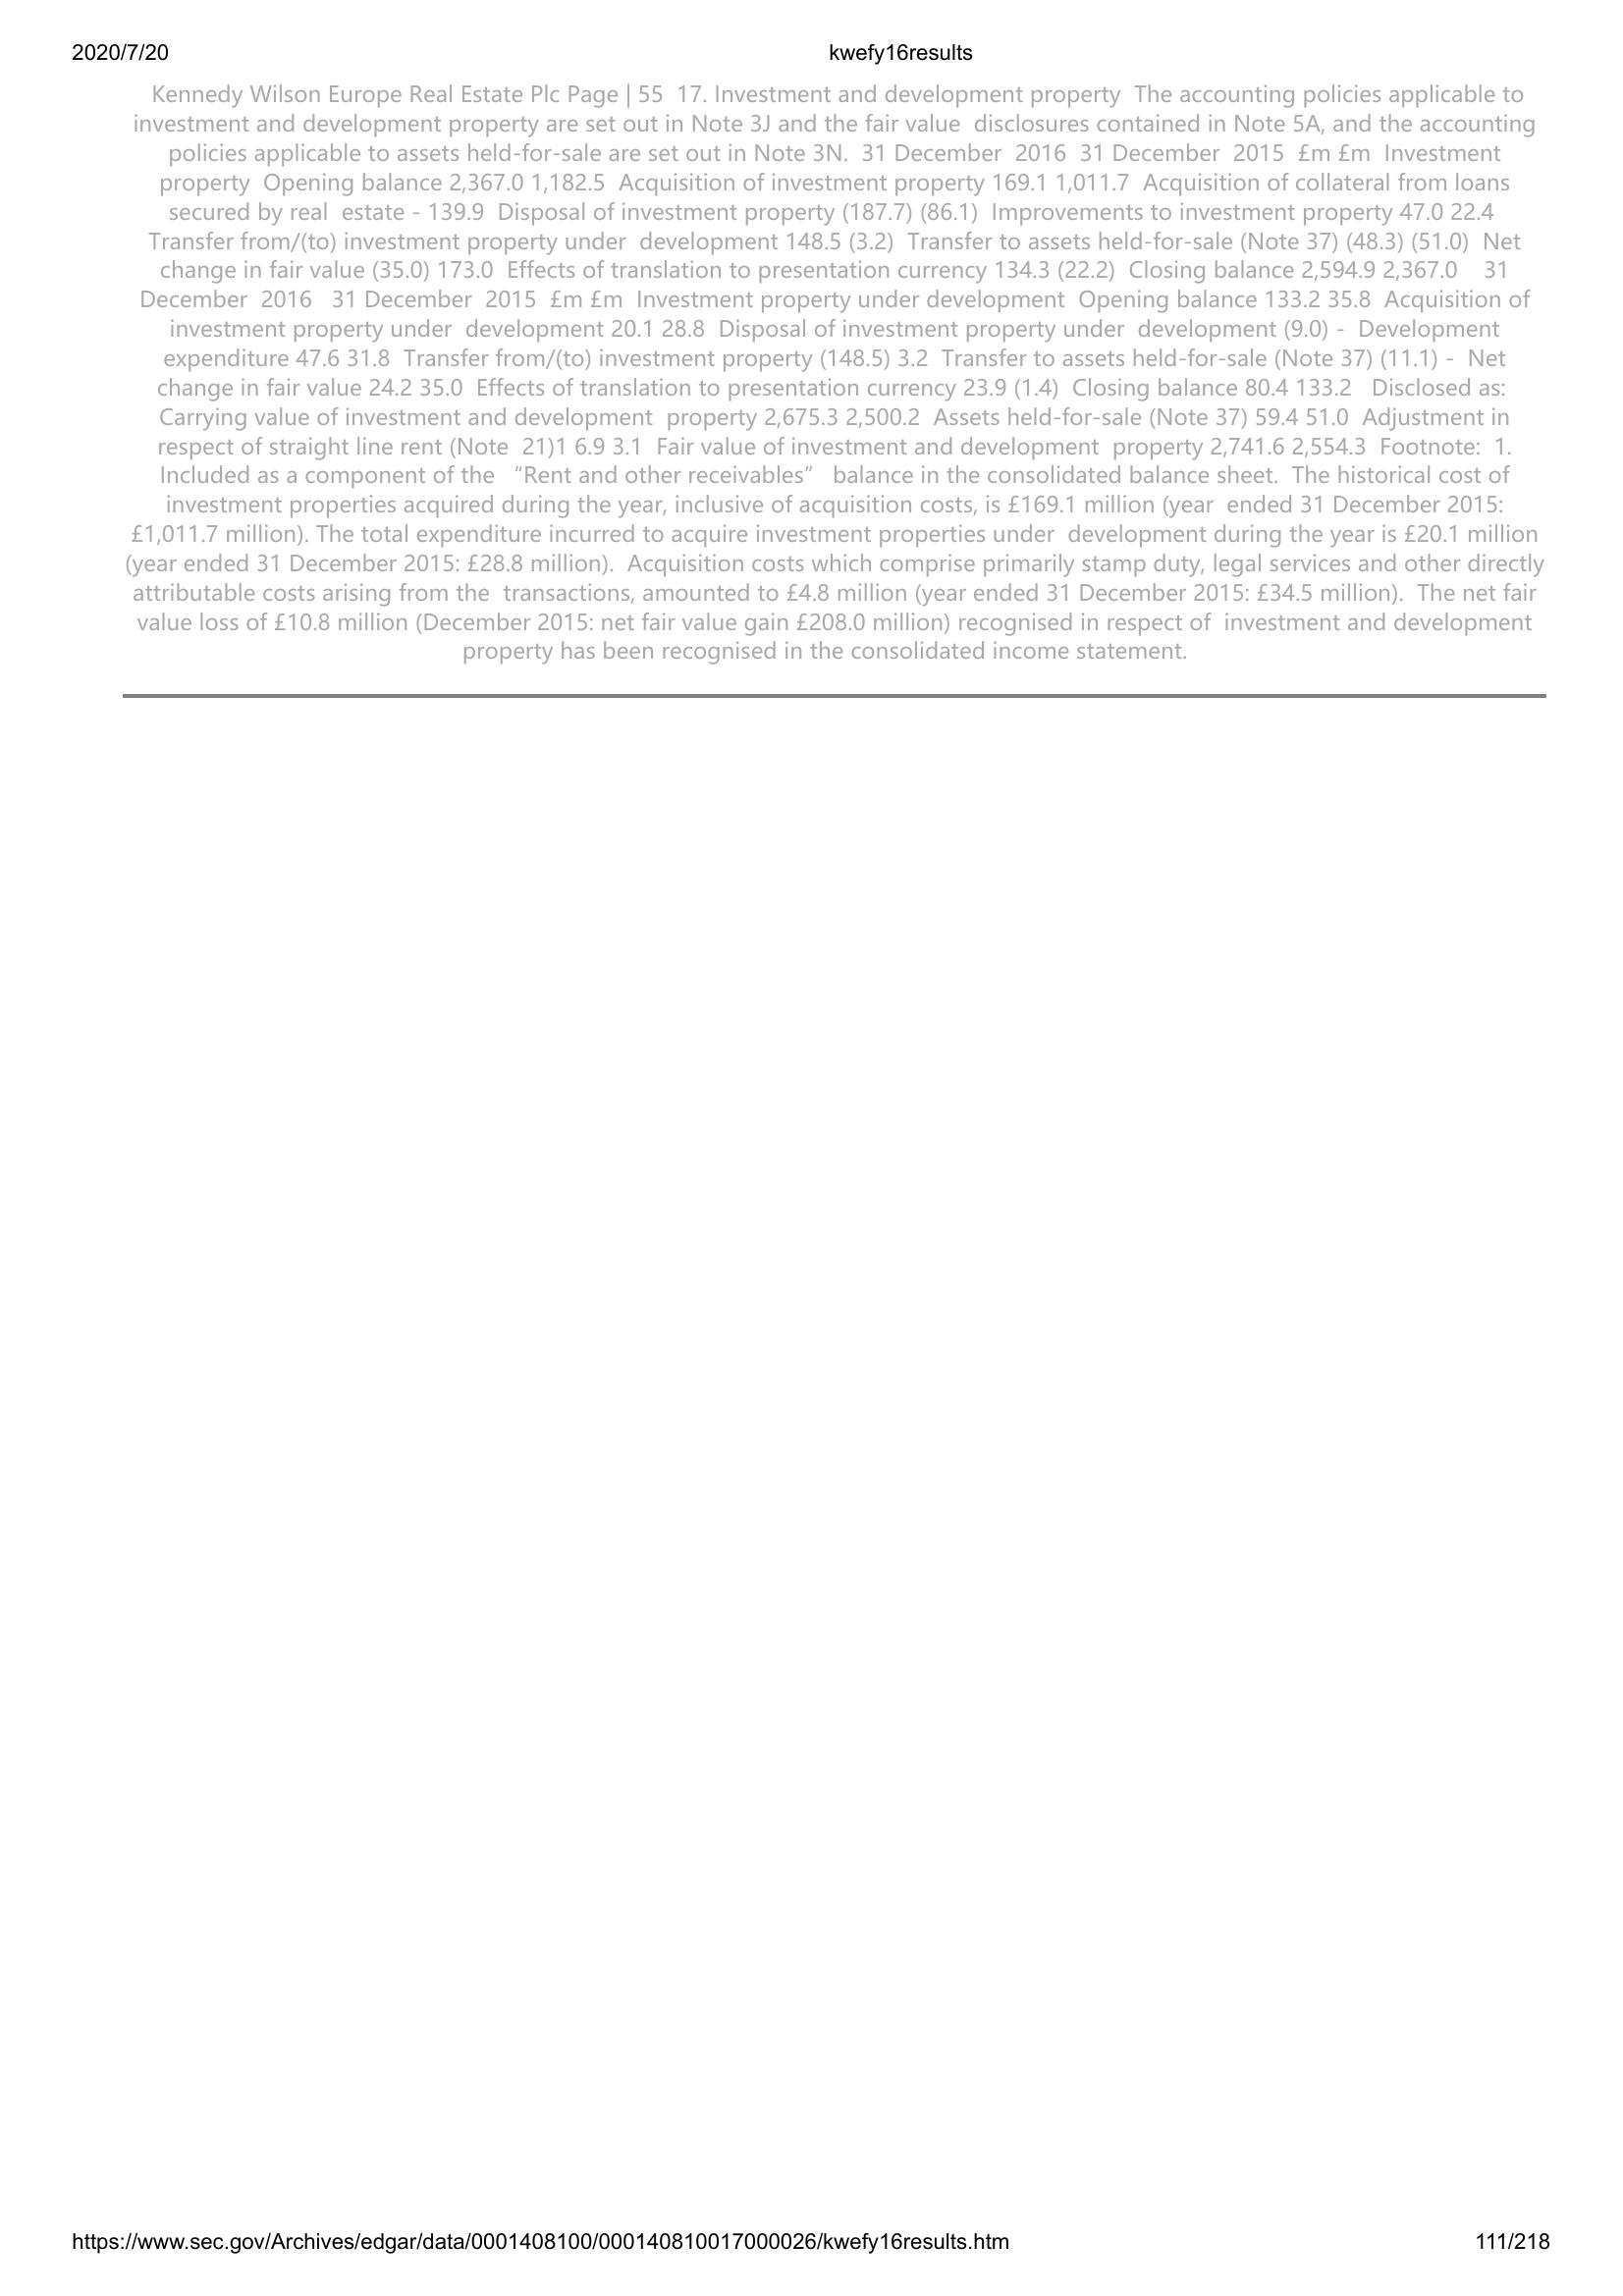 2020/7/20
kwefy16results
Kennedy Wilson Europe Real Estate Plc Page | 55 17. Investment and development property The accounting policies applicable to
investment and development property are set out in Note 3J and the fair value disclosures contained in Note 5A, and the accounting
policies applicable to assets held-for-sale are set out in Note 3N. 31 December 2016 31 December 2015 £m £m Investment
property Opening balance 2,367.0 1,182.5 Acquisition of investment property 169.1 1,011.7 Acquisition of collateral from loans
secured by real estate - 139.9 Disposal of investment property (187.7) (86.1) Improvements to investment property 47.0 22.4
Transfer from/(to) investment property under development 148.5 (3.2) Transfer to assets held-for-sale (Note 37) (48.3) (51.0) Net
change in fair value (35.0) 173.0 Effects of translation to presentation currency 134.3 (22.2) Closing balance 2,594.9 2,367.0 31
December 2016 31 December 2015 £m £m Investment property under development Opening balance 133.2 35.8 Acquisition of
investment property under development 20.1 28.8 Disposal of investment property under development (9.0) - Development
expenditure 47.6 31.8 Transfer from/(to) investment property (148.5) 3.2 Transfer to assets held-for-sale (Note 37) (11.1) - Net
change in fair value 24.2 35.0 Effects of translation to presentation currency 23.9 (1.4) Closing balance 80.4 133.2 Disclosed as:
Carrying value of investment and development property 2,675.3 2,500.2 Assets held-for-sale (Note 37) 59.4 51.0 Adjustment in
respect of straight line rent (Note 21)1 6.9 3.1 Fair value of investment and development property 2,741.6 2,554.3 Footnote: 1.
Included as a component of the “Rent and other receivables” balance in the consolidated balance sheet. The historical cost of
investment properties acquired during the year, inclusive of acquisition costs, is £169.1 million (year ended 31 December 2015:
£1,011.7 million). The total expenditure incurred to acquire investment properties under development during the year is £20.1 million
(year ended 31 December 2015: £28.8 million). Acquisition costs which comprise primarily stamp duty, legal services and other directly
attributable costs arising from the transactions, amounted to £4.8 million (year ended 31 December 2015: £34.5 million). The net fair
value loss of £10.8 million (December 2015: net fair value gain £208.0 million) recognised in respect of investment and development
property has been recognised in the consolidated income statement.
https://www.sec.gov/Archives/edgar/data/0001408100/000140810017000026/kwefy16results.htm
111/218